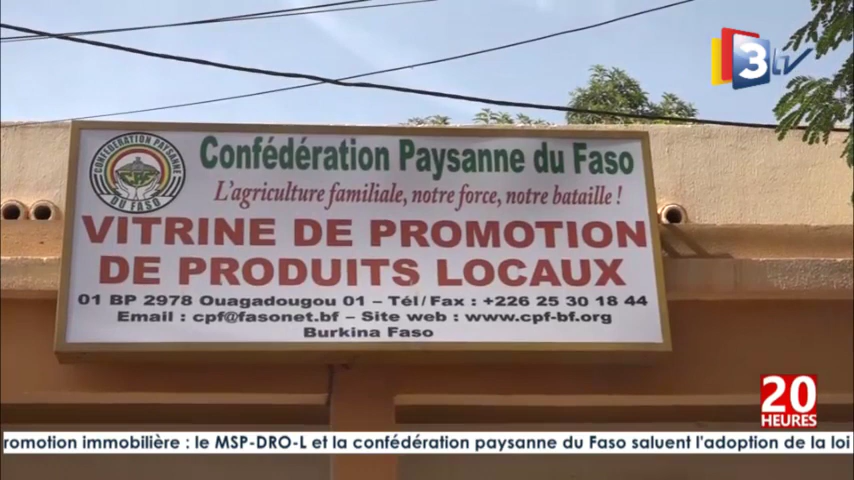 3tv
CONFEDERATION PAYSANNE
CPF
DU FASO
Confédération Paysanne du Faso
L'agriculture familiale, notre force, notre bataille !
VITRINE DE PROMOTION
DE PRODUITS LOCAUX
01 BP 2978 Ouagadougou 01 – Tél/Fax : +226 25 30 18 44
Email : cpf@fasonet.bf – Site web : www.cpf-bf.org
Burkina Faso
20
HEURES
romotion immobilière : le MSP-DRO-L et la confédération paysanne du Faso saluent l'adoption de la loi